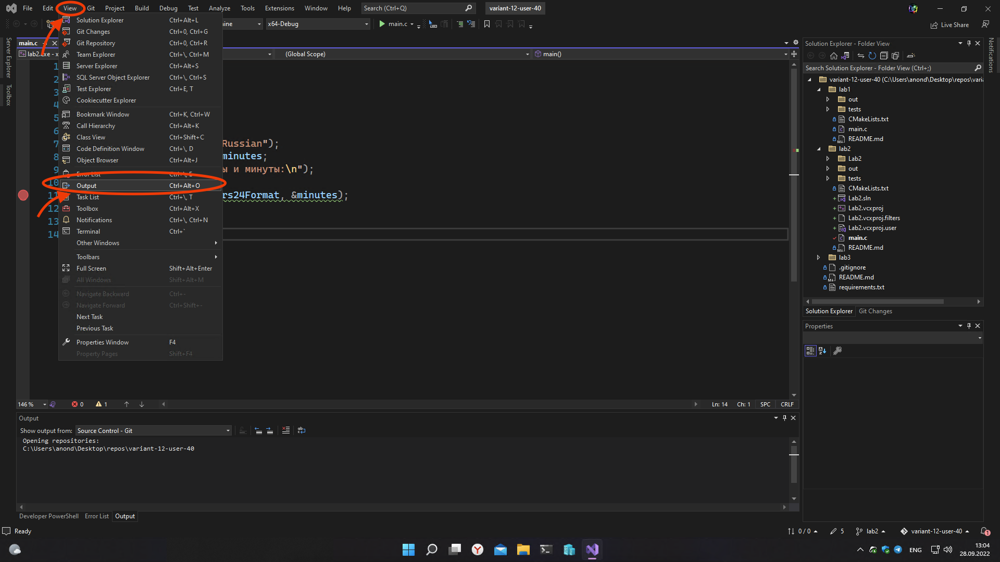 File Edit View Git Project Build Debug Test Analyze Tools Extensions Window Help Search (Ctrl+Q) variant-12-user-40
x64-Debug main.c Live Share
Server Explorer
Toolbox
Notifications
main.c
lab2.exe - x (Global Scope) main()
Solution Explorer Ctrl+Alt+L
Git Changes Ctrl+0, Ctrl+G
Git Repository Ctrl+0, Ctrl+R
Team Explorer Ctrl+\, Ctrl+M
Server Explorer Ctrl+Alt+S
SQL Server Object Explorer Ctrl+\, Ctrl+S
Test Explorer Ctrl+E, T
Cookiecutter Explorer
Bookmark Window Ctrl+K, Ctrl+W
Call Hierarchy Ctrl+Alt+K
Class View Ctrl+Shift+C
Code Definition Window Ctrl+\, D
Object Browser Ctrl+Alt+J
Error List Ctrl+\, E
Output Ctrl+Alt+O
Task List Ctrl+\, T
Toolbox Ctrl+Alt+X
Notifications Ctrl+\, Ctrl+N
Terminal Ctrl+`
Other Windows
Toolbars
Full Screen Shift+Alt+Enter
All Windows Shift+Alt+M
Navigate Backward Ctrl+-
Navigate Forward Ctrl+Shift+-
Next Task
Previous Task
Properties Window F4
Property Pages Shift+F4
1
2
3
4
5
6
7 Russian");
8 minutes;
9 ы и минуты:\n");
10
11 rs24Format, &minutes);
12
13
14
146 % 0 1 Ln: 14 Ch: 1 SPC CRLF
Output
Show output from: Source Control - Git
Opening repositories:
C:\Users\anond\Desktop\repos\variant-12-user-40
Developer PowerShell Error List Output
Solution Explorer - Folder View
Search Solution Explorer - Folder View (Ctrl+;)
variant-12-user-40 (C:\Users\anond\Desktop\repos\varia
lab1
out
tests
CMakeLists.txt
main.c
README.md
lab2
Lab2
out
tests
CMakeLists.txt
Lab2.sln
Lab2.vcxproj
Lab2.vcxproj.filters
Lab2.vcxproj.user
main.c
README.md
lab3
.gitignore
README.md
requirements.txt
Solution Explorer Git Changes
Properties
Ready 0 / 0 5 lab2 variant-12-user-40 1
ENG 13:04
28.09.2022